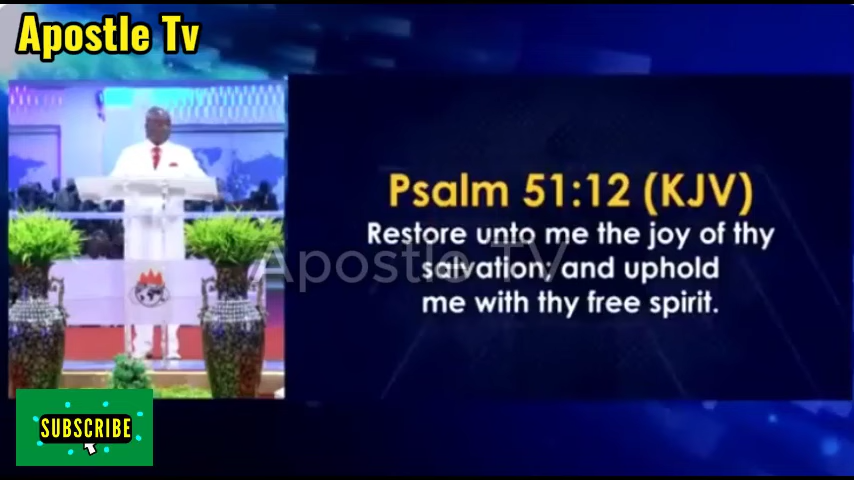 Apostle Tv
Psalm 51:12 (KJV)
Restore unto me the joy of thy
salvation; and uphold
me with thy free spirit.
Apostle TV
SUBSCRIBE